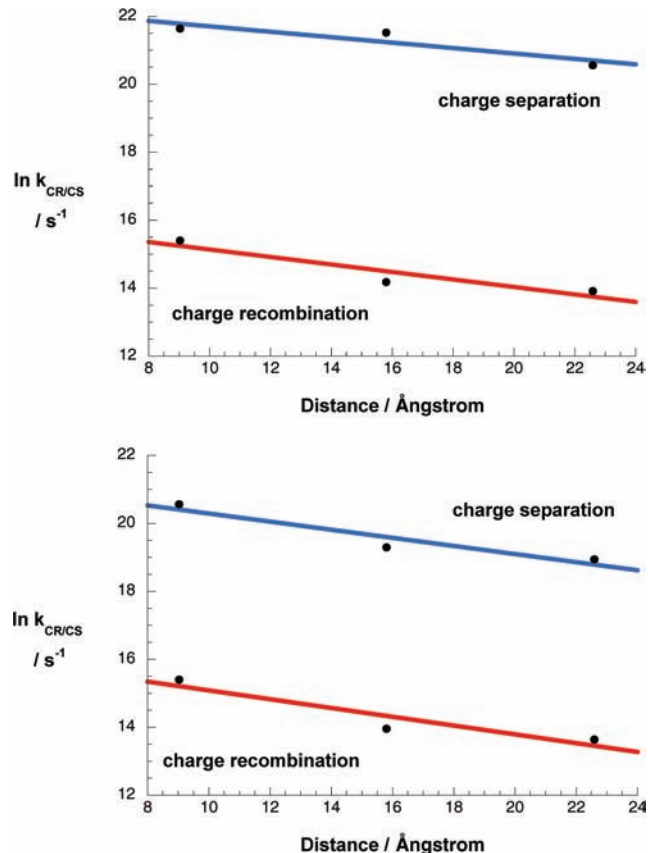 22
20
charge separation
18
ln k CR/CS
/ s-1
16
14
charge recombination
12
8 10 12 14 16 18 20 22 24
Distance / Ångstrom
22
charge separation
20
18
ln k CR/CS
/ s-1
16
14
charge recombination
12
8 10 12 14 16 18 20 22 24
Distance / Ångstrom